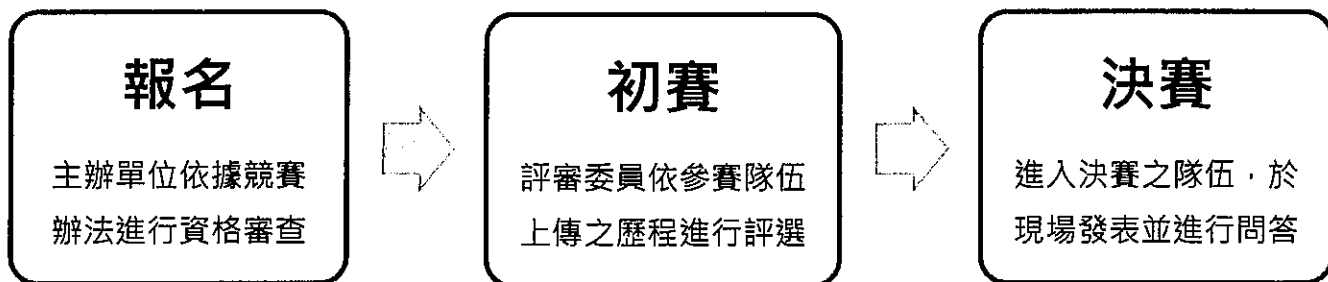 報名
主辦單位依據競賽
辦法進行資格審查
初賽
評審委員依參賽隊伍
上傳之歷程進行評選
決賽
進入決賽之隊伍，於
現場發表並進行問答